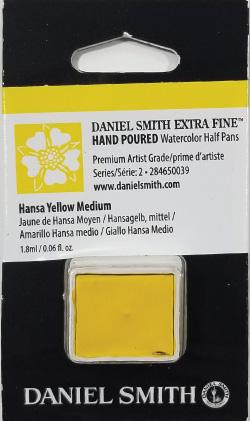 DANIEL SMITH EXTRA FINE™
HAND POURED Watercolor Half Pans
Premium Artist Grade/prime d'artiste
Series/Série: 2 • 284650039
www.danielsmith.com
Hansa Yellow Medium
Jaune de Hansa Moyen / Hansagelb, mittel /
Amarillo Hansa medio / Giallo Hansa Medio
1.8ml / 0.06 fl. oz.
DANIEL SMITH